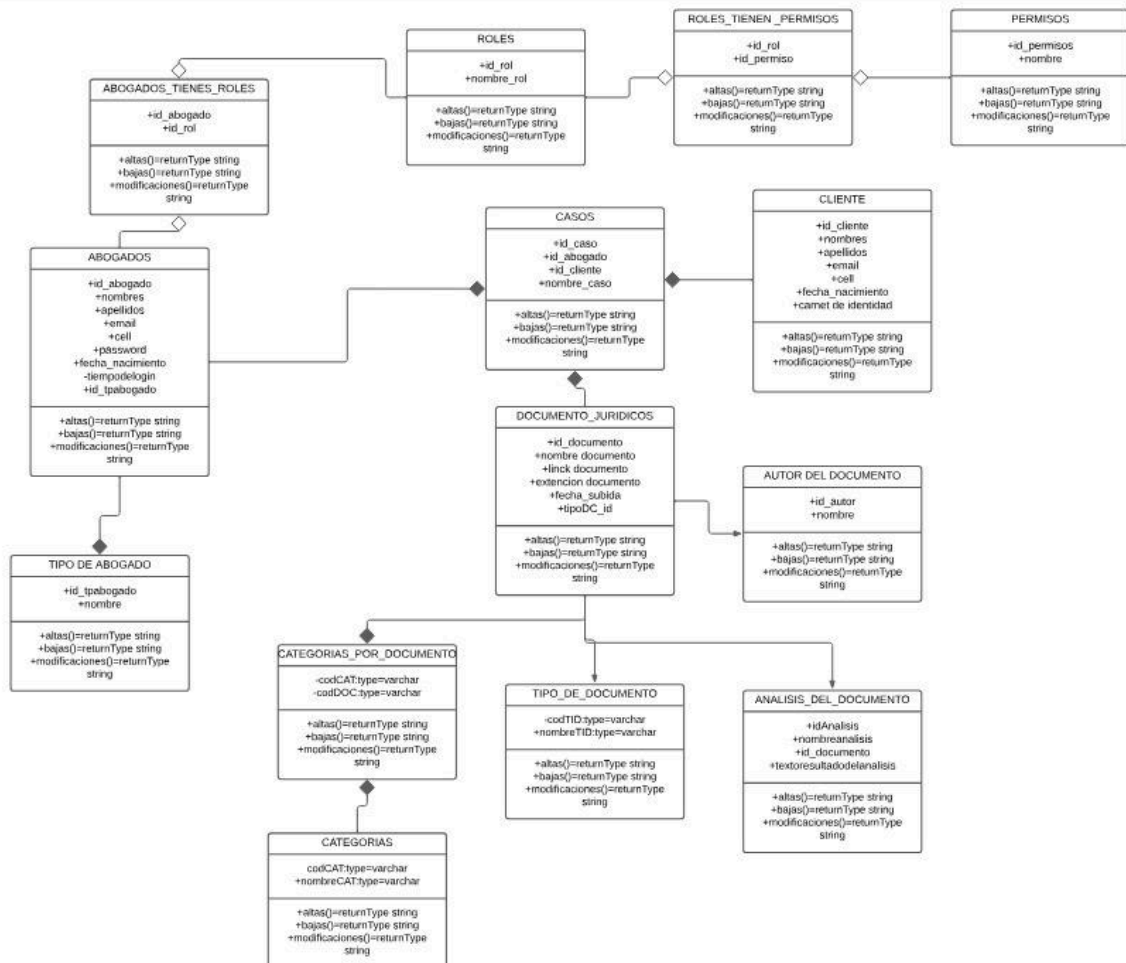 ROLES
+id_rol
+nombre_rol
+altas()=returnType string
+bajas()=returnType string
+modificaciones()=returnType
string
ROLES_TIENEN _PERMISOS
+id_rol
+id_permiso
+altas()=returnType string
+bajas()=returnType string
+modificaciones()=returnType
string
PERMISOS
+id_permisos
+nombre
+altas()=returnType string
+bajas()=returnType string
+modificaciones()=returnType
string
ABOGADOS_TIENES_ROLES
+id_abogado
+id_rol
+altas()=returnType string
+bajas()=returnType string
+modificaciones()=returnType
string
ABOGADOS
+id_abogado
+nombres
+apellidos
+email
+cell
+password
+fecha_nacimiento
-tiempodelogin
+id_tpabogado
+altas()=returnType string
+bajas()=returnType string
+modificaciones()=returnType
string
CASOS
+id_caso
+id_abogado
+id_cliente
+nombre_caso
+altas()=returnType string
+bajas()=returnType string
+modificaciones()=returnType
string
CLIENTE
+id_cliente
+nombres
+apellidos
+email
+cell
+fecha_nacimiento
+carnet de identidad
+altas()=returnType string
+bajas()=returnType string
+modificaciones()=returnType
string
DOCUMENTO_JURIDICOS
+id_documento
+nombre documento
+linck documento
+extencion documento
+fecha_subida
+tipoDC_id
+altas()=returnType string
+bajas()=returnType string
+modificaciones()=returnType
string
AUTOR DEL DOCUMENTO
+id_autor
+nombre
+altas()=returnType string
+bajas()=returnType string
+modificaciones()=returnType
string
TIPO DE ABOGADO
+id_tpabogado
+nombre
+altas()=returnType string
+bajas()=returnType string
+modificaciones()=returnType
string
CATEGORIAS_POR_DOCUMENTO
-codCAT:type=varchar
-codDOC:type=varchar
+altas()=returnType string
+bajas()=returnType string
+modificaciones()=returnType
string
TIPO_DE_DOCUMENTO
-codTID:type=varchar
+nombreTID:type=varchar
+altas()=returnType string
+bajas()=returnType string
+modificaciones()=returnType
string
ANALISIS_DEL_DOCUMENTO
+idAnalisis
+nombreanalisis
+id_documento
+textoresultadodelanalisis
+altas()=returnType string
+bajas()=returnType string
+modificaciones()=returnType
string
CATEGORIAS
codCAT:type=varchar
+nombreCAT:type=varchar
+altas()=returnType string
+bajas()=returnType string
+modificaciones()=returnType
string